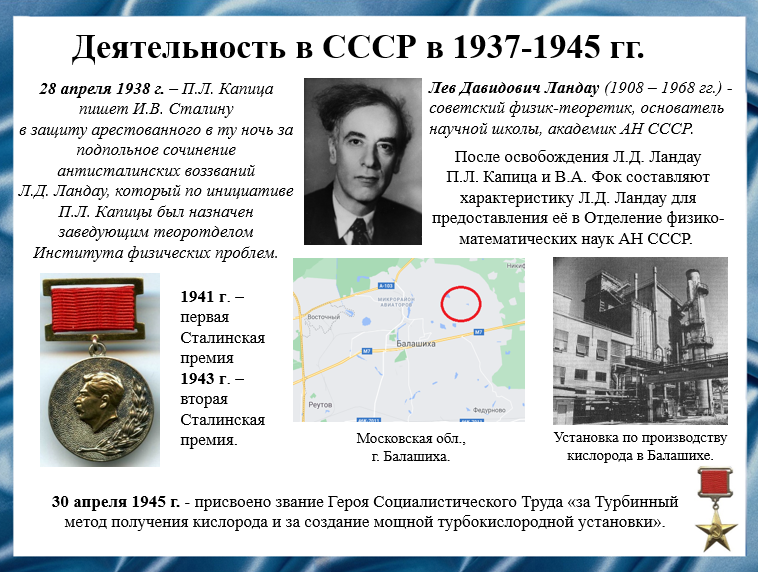 Деятельность в СССР в 1937-1945 гг.
28 апреля 1938 г. – П.Л. Капица
пишет И.В. Сталину
в защиту арестованного в ту ночь за
подпольное сочинение
антисталинских воззваний
Л.Д. Ландау, который по инициативе
П.Л. Капицы был назначен
заведующим теоротделом
Института физических проблем.
Лев Давидович Ландау (1908 – 1968 гг.) -
советский физик-теоретик, основатель
научной школы, академик АН СССР.
После освобождения Л.Д. Ландау
П.Л. Капица и В.А. Фок составляют
характеристику Л.Д. Ландау для
предоставления её в Отделение физико-
математических наук АН СССР.
1941 г. –
первая
Сталинская
премия
1943 г. –
вторая
Сталинская
премия.
Никиф
А-103
МИКРОРАЙОН
АВИАТОРОВ
Восточный
М7
Балашиха
М7
Реутов
Федурново
Московская обл.,
г. Балашиха.
Установка по производству
кислорода в Балашихе.
30 апреля 1945 г. - присвоено звание Героя Социалистического Труда «за Турбинный
метод получения кислорода и за создание мощной турбокислородной установки».